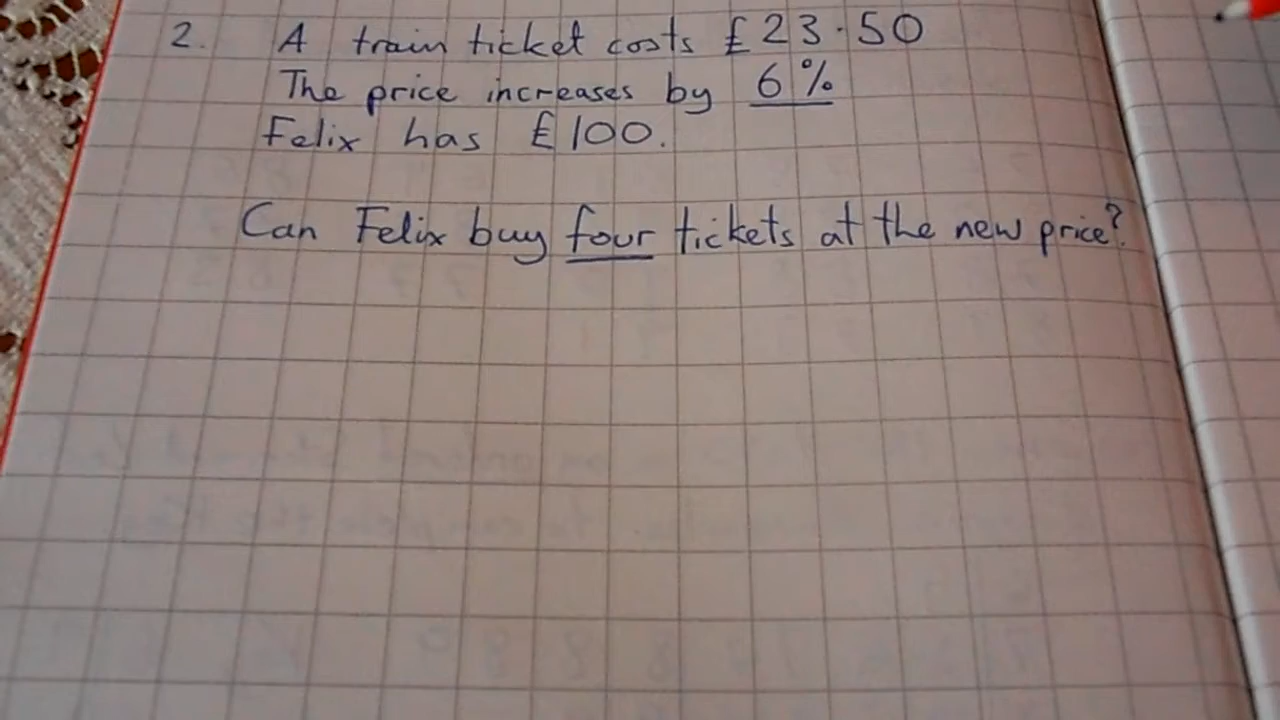 2. A train ticket costs £23·50
The price increases by 6%
Felix has £100.
Can Felix buy four tickets at the new price?